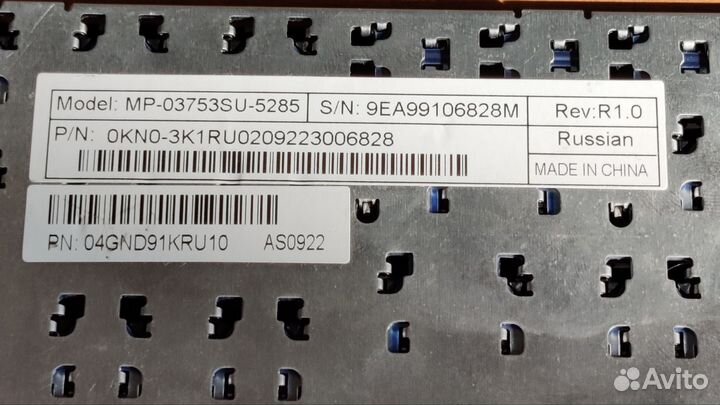 Model: MP-03753SU-5285 S/N: 9EA99106828M Rev:R1.0
P/N: 0KN0-3K1RU0209223006828 Russian
MADE IN CHINA
PN: 04GND91KRU10 AS0922
Avito